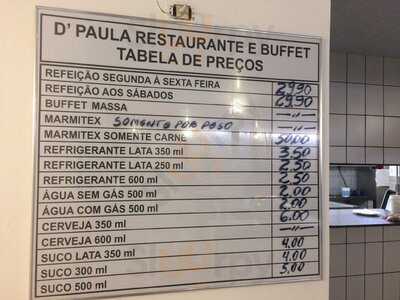 D' PAULA RESTAURANTE E BUFFET
TABELA DE PREÇOS
REFEIÇÃO SEGUNDA À SEXTA FEIRA 29,90
REFEIÇÃO AOS SÁBADOS 29,90
BUFFET MASSA —"—
MARMITEX SOMENTE POR PESO —"—
MARMITEX SOMENTE CARNE 30,00
REFRIGERANTE LATA 350 ml 3,50
REFRIGERANTE LATA 250 ml 2,50
REFRIGERANTE 600 ml 2,50
ÁGUA SEM GÁS 500 ml 2,00
ÁGUA COM GÁS 500 ml 2,00
CERVEJA 350 ml 6,00
CERVEJA 600 ml —"—
SUCO LATA 350 ml 4,00
SUCO 300 ml 4,00
SUCO 500 ml 5,00